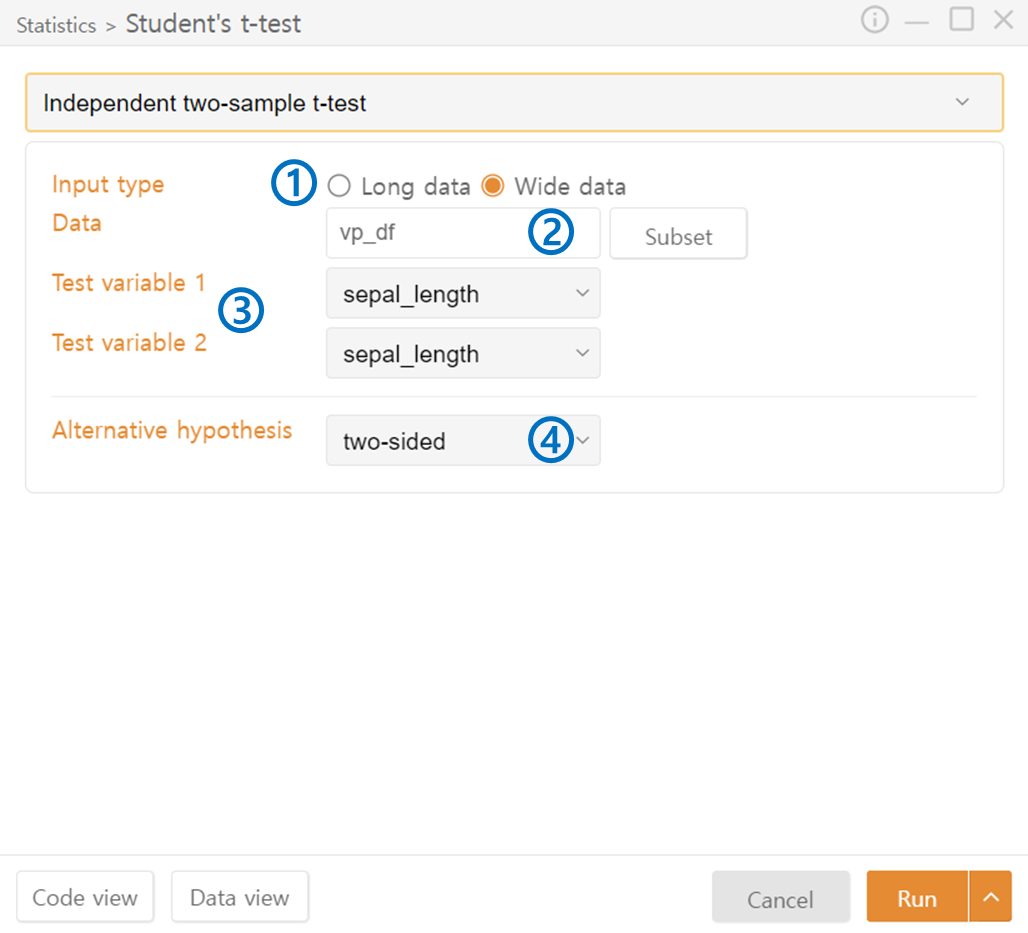 Statistics > Student's t-test
Independent two-sample t-test
Input type ① Long data Wide data
Data vp_df ② Subset
Test variable 1 sepal_length
③
Test variable 2 sepal_length
Alternative hypothesis two-sided ④
Code view Data view Cancel Run